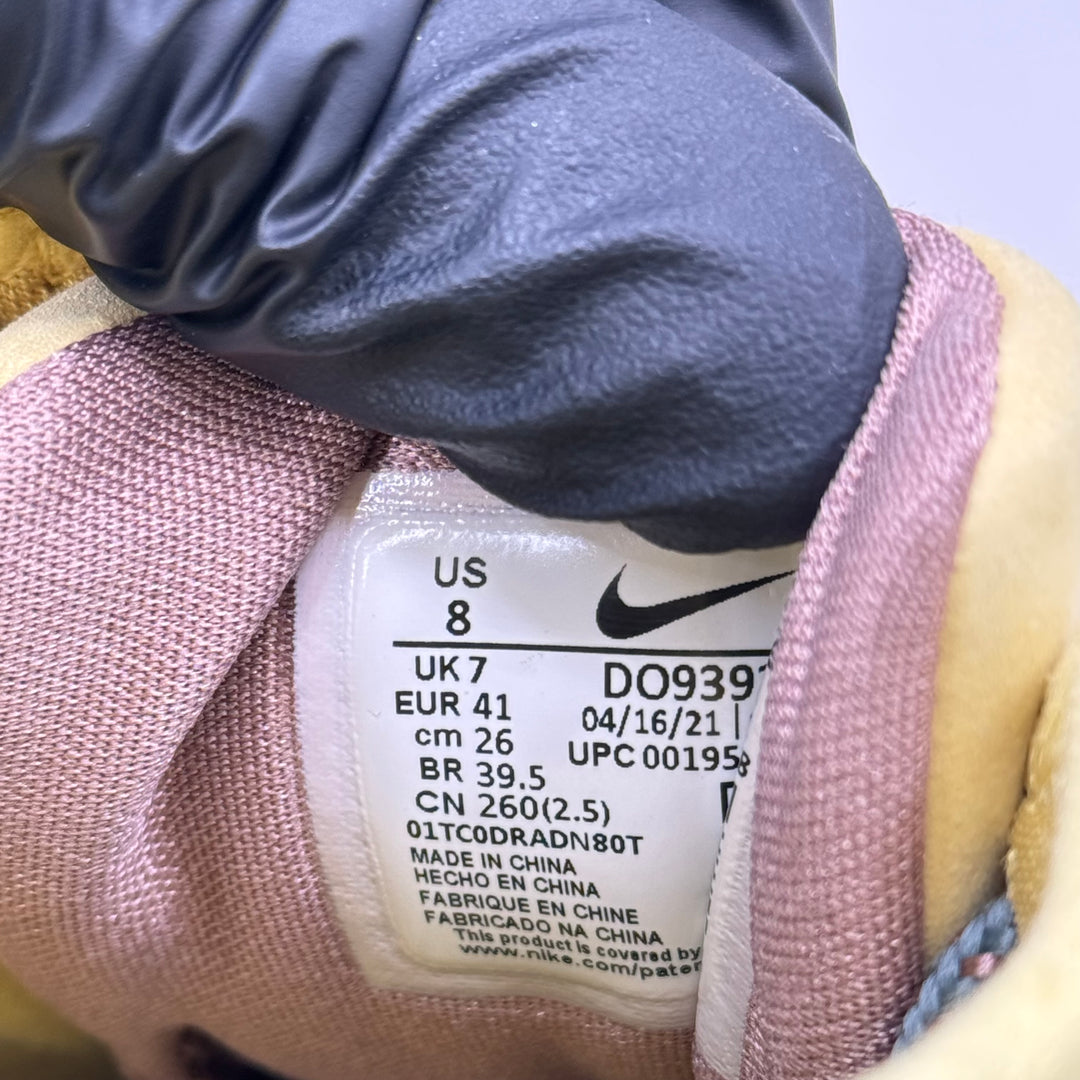 US
8
UK 7
EUR 41
cm 26
BR 39.5
CN 260(2.5)
01TC0DRADN80T
MADE IN CHINA
HECHO EN CHINA
FABRIQUE EN CHINE
FABRICADO NA CHINA
This product is covered by
www.nike.com/paten
DO939
04/16/21 |
UPC 001958